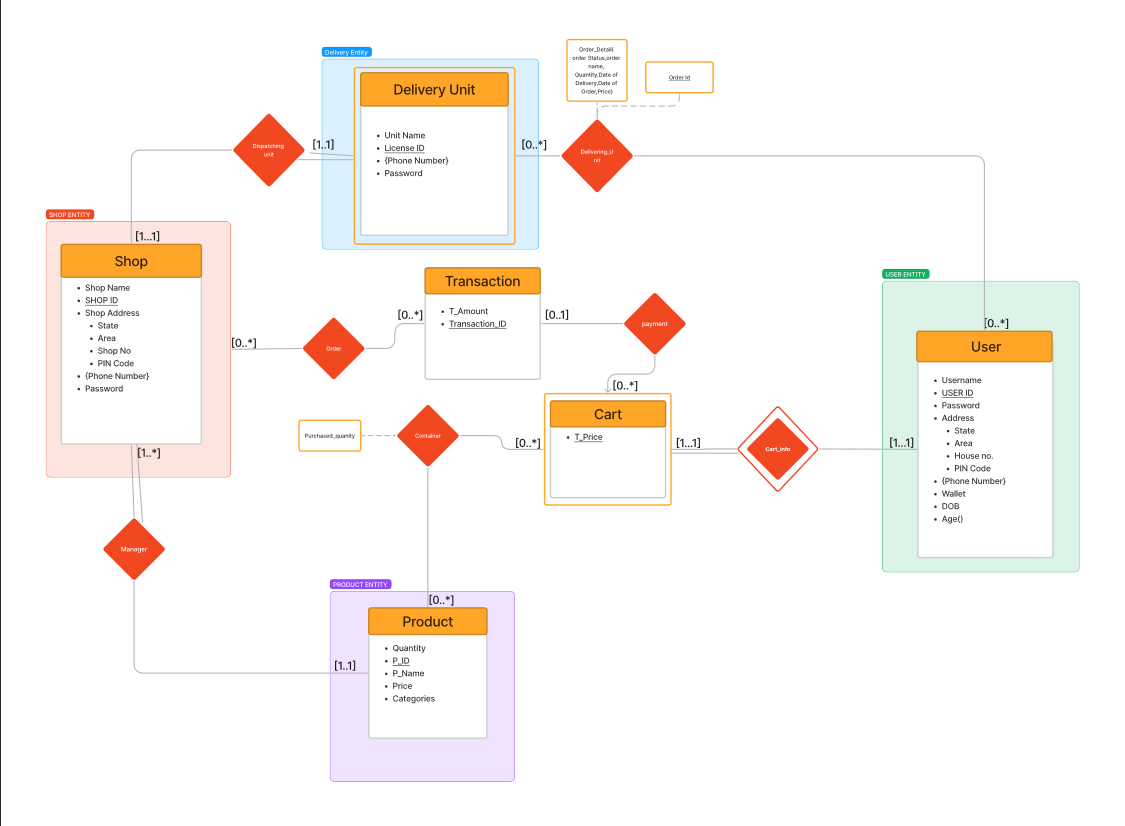 Delivery Entity
Order_Detail(
order Status,order
name,
Quantity,Date of
Delivery,Date of
Order,Price)
Order Id
Delivery Unit
Unit Name
License ID
{Phone Number}
Password
Dispatching
unit
[1..1]
[0..*]
Delivering_U
nit
SHOP ENTITY
[1...1]
Shop
Shop Name
SHOP ID
Shop Address
State
Area
Shop No
PIN Code
{Phone Number}
Password
[0..*]
Order
[0..*]
Transaction
T_Amount
Transaction_ID
[0..1]
payment
[0..*]
USER ENTITY
[0..*]
User
Username
USER ID
Password
Address
State
Area
House no.
PIN Code
{Phone Number}
Wallet
DOB
Age()
Cart
T_Price
[1...1]
Cart_info
[1...1]
Purchased_quanity
Container
[0..*]
[1..*]
Manager
PRODUCT ENTITY
[0..*]
Product
Quantity
P_ID
P_Name
Price
Categories
[1..1]